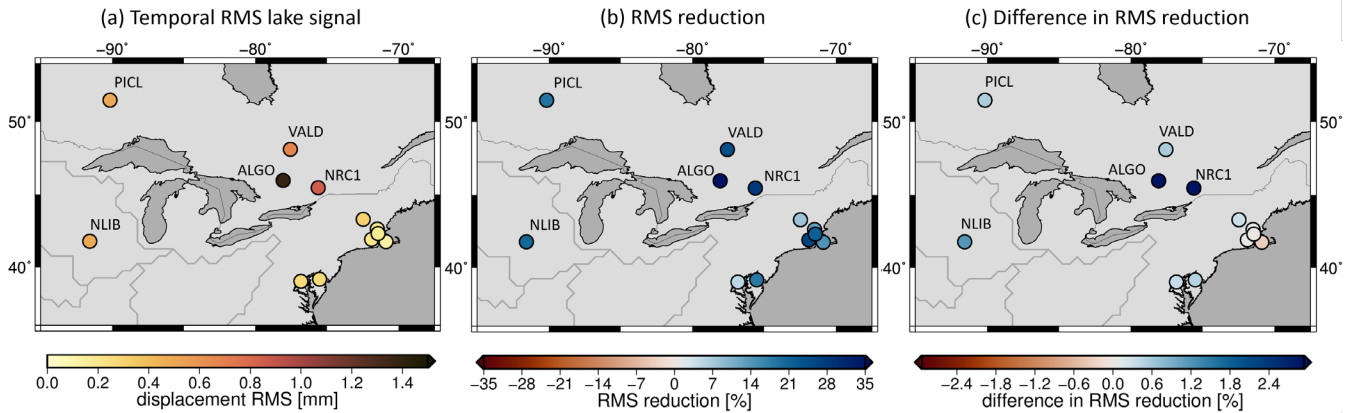 (a) Temporal RMS lake signal
−90° −80° −70°
PICL
50°
VALD
ALGO
NRC1
NLIB
40°
0.0 0.2 0.4 0.6 0.8 1.0 1.2 1.4
displacement RMS [mm]
(b) RMS reduction
−90° −80° −70°
PICL
50°
VALD
ALGO
NRC1
NLIB
40°
−35 −28 −21 −14 −7 0 7 14 21 28 35
RMS reduction [%]
(c) Difference in RMS reduction
−90° −80° −70°
PICL
50°
50°
VALD
ALGO
NRC1
NLIB
40°
40°
−2.4 −1.8 −1.2 −0.6 0.0 0.6 1.2 1.8 2.4
difference in RMS reduction [%]